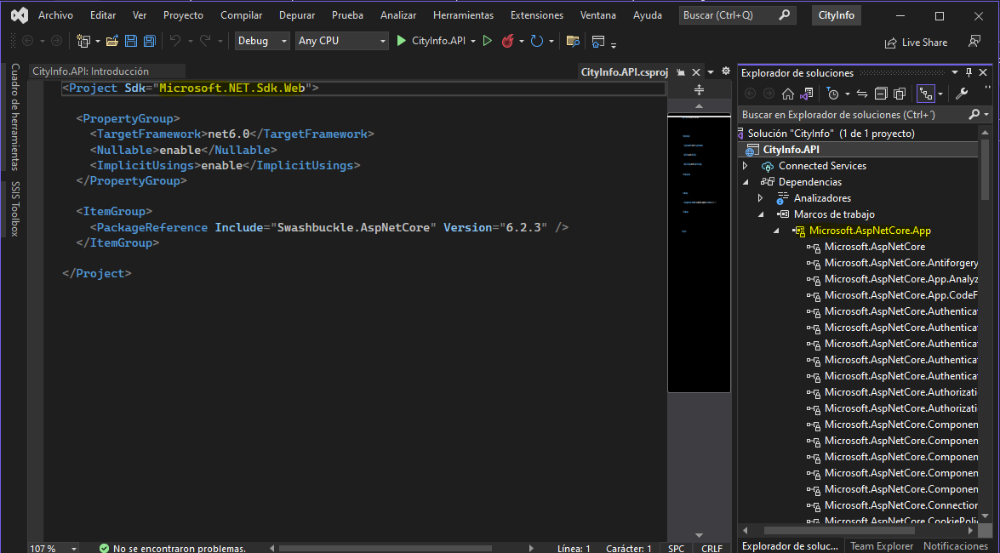 Archivo Editar Ver Proyecto Compilar Depurar Prueba Analizar Herramientas Extensiones Ventana Ayuda Buscar (Ctrl+Q) CityInfo
Debug Any CPU CityInfo.API Live Share
Cuadro de herramientas
SSIS Toolbox
CityInfo.API: Introducción CityInfo.API.csproj
<Project Sdk="Microsoft.NET.Sdk.Web">
<PropertyGroup>
<TargetFramework>net6.0</TargetFramework>
<Nullable>enable</Nullable>
<ImplicitUsings>enable</ImplicitUsings>
</PropertyGroup>
<ItemGroup>
<PackageReference Include="Swashbuckle.AspNetCore" Version="6.2.3" />
</ItemGroup>
</Project>
107 % No se encontraron problemas. Línea: 1 Carácter: 1 SPC CRLF
Explorador de soluciones
Buscar en Explorador de soluciones (Ctrl+´)
Solución "CityInfo" (1 de 1 proyecto)
CityInfo.API
Connected Services
Dependencias
Analizadores
Marcos de trabajo
Microsoft.AspNetCore.App
Microsoft.AspNetCore
Microsoft.AspNetCore.Antiforgery
Microsoft.AspNetCore.App.Analyz
Microsoft.AspNetCore.App.CodeF
Microsoft.AspNetCore.Authentica
Microsoft.AspNetCore.Authentica
Microsoft.AspNetCore.Authentica
Microsoft.AspNetCore.Authentica
Microsoft.AspNetCore.Authentica
Microsoft.AspNetCore.Authorizati
Microsoft.AspNetCore.Authorizati
Microsoft.AspNetCore.Componen
Microsoft.AspNetCore.Componen
Microsoft.AspNetCore.Componen
Microsoft.AspNetCore.Componen
Microsoft.AspNetCore.Componen
Microsoft.AspNetCore.Connection
Microsoft.AspNetCore.CookiePoli
Explorador de soluc... Team Explorer Notificaciones